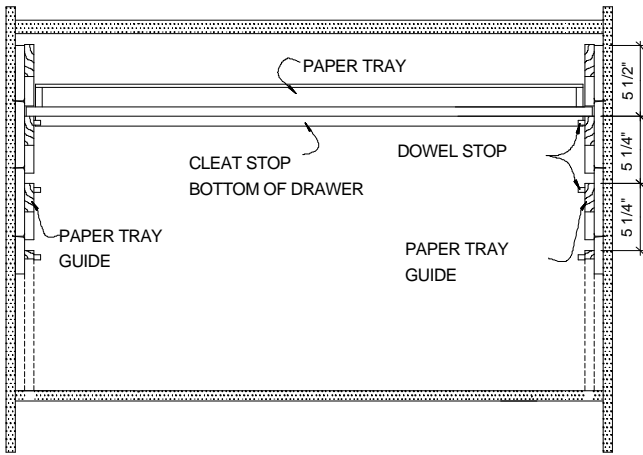 PAPER TRAY
5 1/2"
CLEAT STOP
BOTTOM OF DRAWER
DOWEL STOP
5 1/4"
5 1/4"
PAPER TRAY
GUIDE
PAPER TRAY
GUIDE